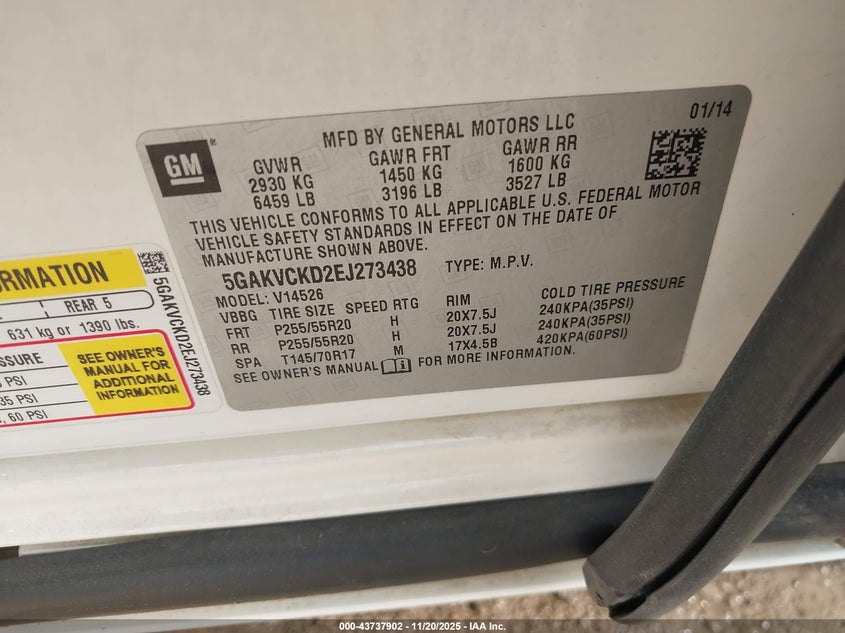 01/14
MFD BY GENERAL MOTORS LLC
GM
GVWR GAWR FRT GAWR RR
2930 KG 1450 KG 1600 KG
6459 LB 3196 LB 3527 LB
THIS VEHICLE CONFORMS TO ALL APPLICABLE U.S. FEDERAL MOTOR
VEHICLE SAFETY STANDARDS IN EFFECT ON THE DATE OF
MANUFACTURE SHOWN ABOVE.
5GAKVCKD2EJ273438 TYPE: M.P.V.
MODEL: V14526
VBBG TIRE SIZE SPEED RTG RIM COLD TIRE PRESSURE
FRT P255/55R20 H 20X7.5J 240KPA(35PSI)
RR P255/55R20 H 20X7.5J 240KPA(35PSI)
SPA T145/70R17 M 17X4.5B 420KPA(60PSI)
SEE OWNER'S MANUAL FOR MORE INFORMATION.
REAR 5
631 kg or 1390 lbs.
SEE OWNER'S
MANUAL FOR
ADDITIONAL
INFORMATION
35 PSI
60 PSI
5GAKVCKD2EJ273438
000-43737902 - 11/20/2025 - IAA Inc.